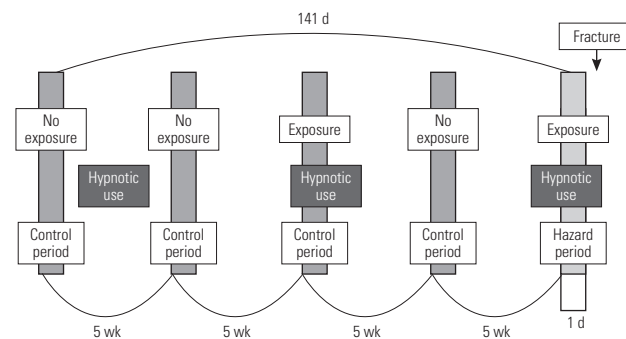 141 d
Fracture
No
exposure
No
exposure
Exposure
No
exposure
Exposure
Hypnotic
use
Hypnotic
use
Hypnotic
use
Control
period
Control
period
Control
period
Control
period
Hazard
period
5 wk
5 wk
5 wk
5 wk
1 d